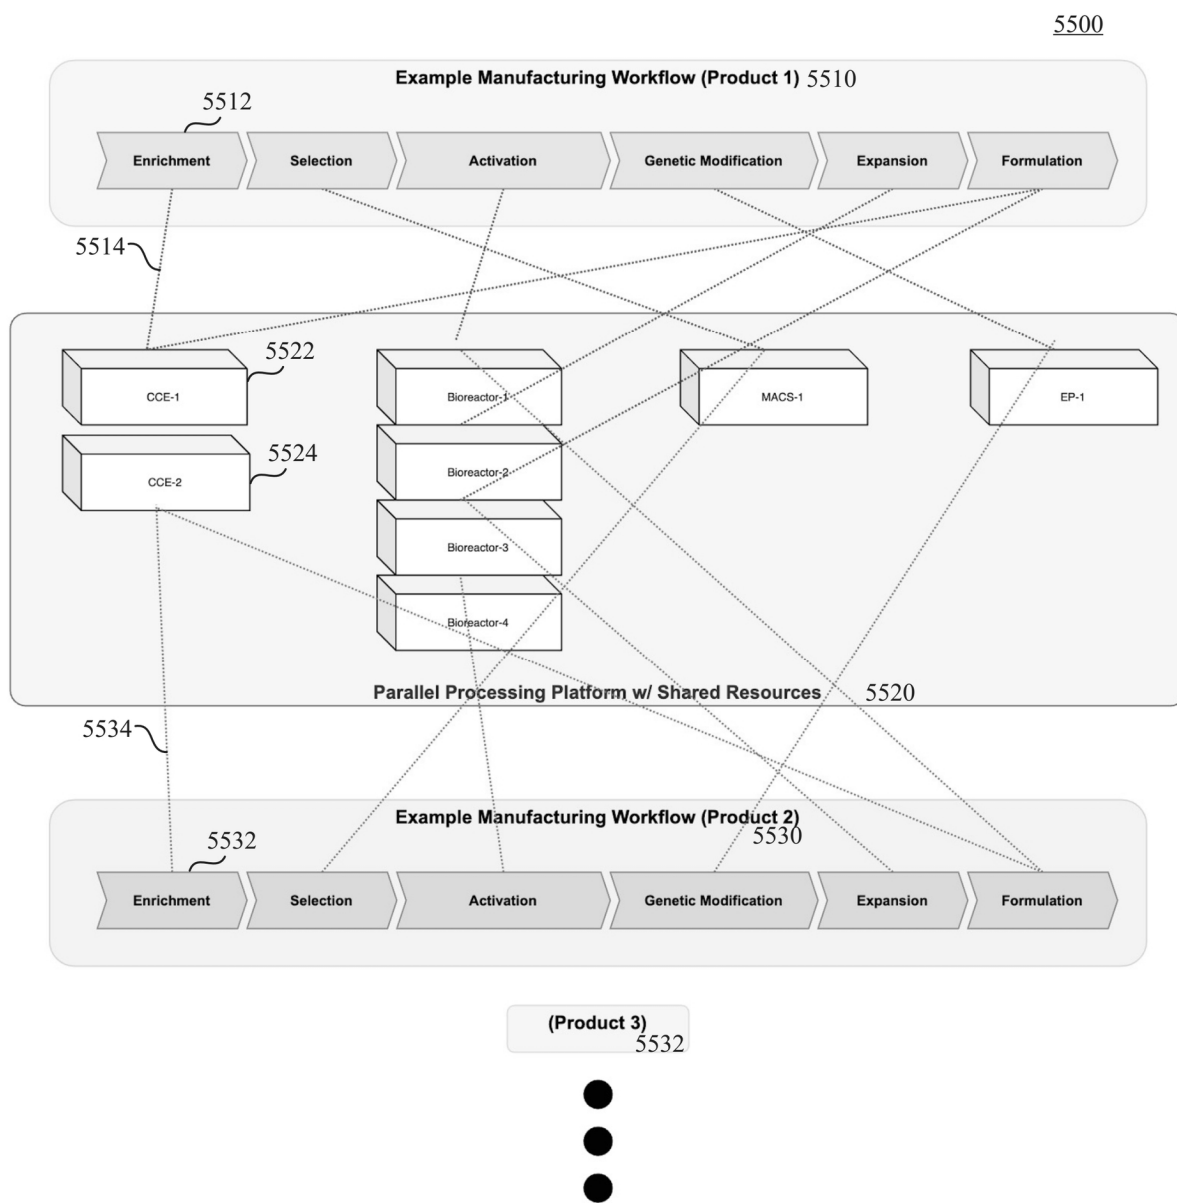 5500
Example Manufacturing Workflow (Product 1) 5510
5512
Enrichment Selection Activation Genetic Modification Expansion Formulation
5514
5522
CCE-1 Bioreactor-1 MACS-1 EP-1
5524
CCE-2 Bioreactor-2
Bioreactor-3
Bioreactor-4
Parallel Processing Platform w/ Shared Resources 5520
5534
Example Manufacturing Workflow (Product 2)
5530
5532
Enrichment Selection Activation Genetic Modification Expansion Formulation
(Product 3)
5532